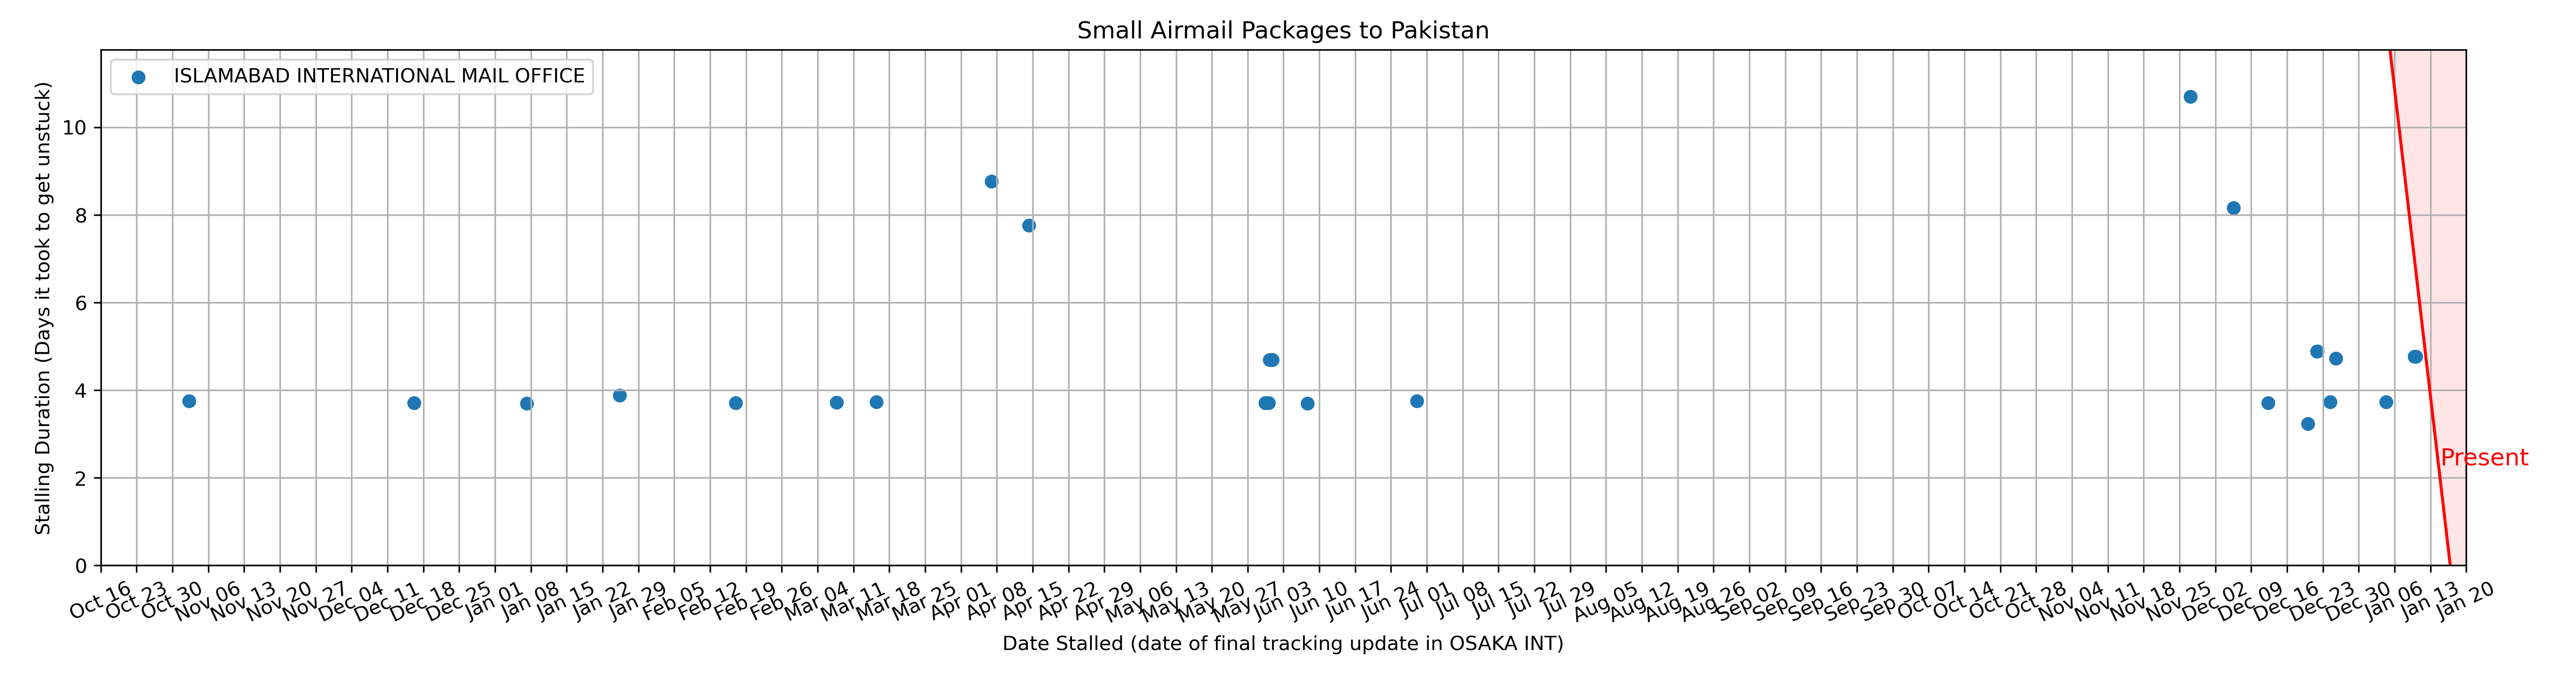 Small Airmail Packages to Pakistan
ISLAMABAD INTERNATIONAL MAIL OFFICE
Stalling Duration (Days it took to get unstuck)
10
8
6
4
2
0
Present
Oct 16 Oct 23 Oct 30 Nov 06 Nov 13 Nov 20 Nov 27 Dec 04 Dec 11 Dec 18 Dec 25 Jan 01 Jan 08 Jan 15 Jan 22 Jan 29 Feb 05 Feb 12 Feb 19 Feb 26 Mar 04 Mar 11 Mar 18 Mar 25 Apr 01 Apr 08 Apr 15 Apr 22 Apr 29 May 06 May 13 May 20 May 27 Jun 03 Jun 10 Jun 17 Jun 24 Jul 01 Jul 08 Jul 15 Jul 22 Jul 29 Aug 05 Aug 12 Aug 19 Aug 26 Sep 02 Sep 09 Sep 16 Sep 23 Sep 30 Oct 07 Oct 14 Oct 21 Oct 28 Nov 04 Nov 11 Nov 18 Nov 25 Dec 02 Dec 09 Dec 16 Dec 23 Dec 30 Jan 06 Jan 13 Jan 20
Date Stalled (date of final tracking update in OSAKA INT)